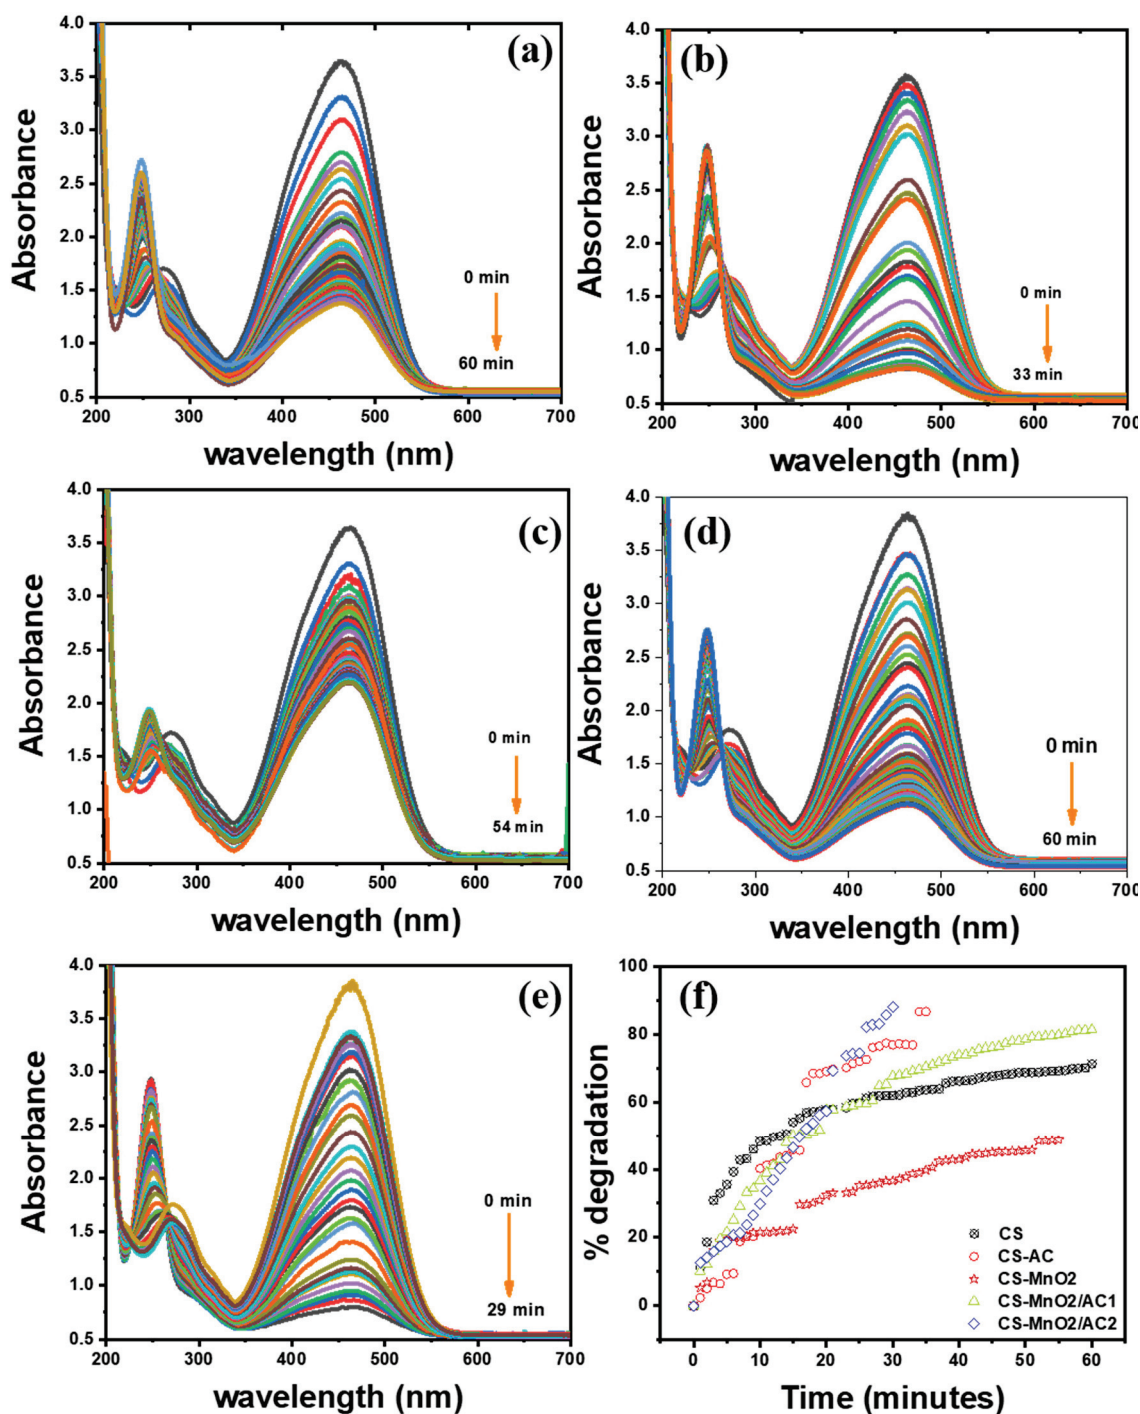 (a)
Absorbance
4.0
3.5
3.0
2.5
2.0
1.5
1.0
0.5
0 min
60 min
200 300 400 500 600 700
wavelength (nm)
(b)
Absorbance
4.0
3.5
3.0
2.5
2.0
1.5
1.0
0.5
0 min
33 min
200 300 400 500 600 700
wavelength (nm)
(c)
Absorbance
4.0
3.5
3.0
2.5
2.0
1.5
1.0
0.5
0 min
54 min
200 300 400 500 600 700
wavelength (nm)
(d)
Absorbance
4.0
3.5
3.0
2.5
2.0
1.5
1.0
0.5
0 min
60 min
200 300 400 500 600 700
wavelength (nm)
(e)
Absorbance
4.0
3.5
3.0
2.5
2.0
1.5
1.0
0.5
0 min
29 min
200 300 400 500 600 700
wavelength (nm)
(f)
% degradation
100
80
60
40
20
0
CS
CS-AC
CS-MnO2
CS-MnO2/AC1
CS-MnO2/AC2
0 10 20 30 40 50 60
Time (minutes)